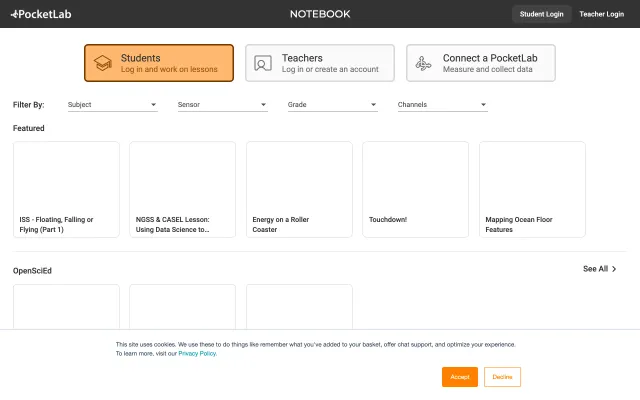 PocketLab
NOTEBOOK
Student Login
Teacher Login
Students
Log in and work on lessons
Teachers
Log in or create an account
Connect a PocketLab
Measure and collect data
Filter By:
Subject
Sensor
Grade
Channels
Featured
ISS - Floating, Falling or
Flying (Part 1)
NGSS & CASEL Lesson:
Using Data Science to...
Energy on a Roller
Coaster
Touchdown!
Mapping Ocean Floor
Features
OpenSciEd
See All
This site uses cookies. We use these to do things like remember what you've added to your basket, offer chat support, and optimize your experience.
To learn more, visit our Privacy Policy.
Accept
Decline